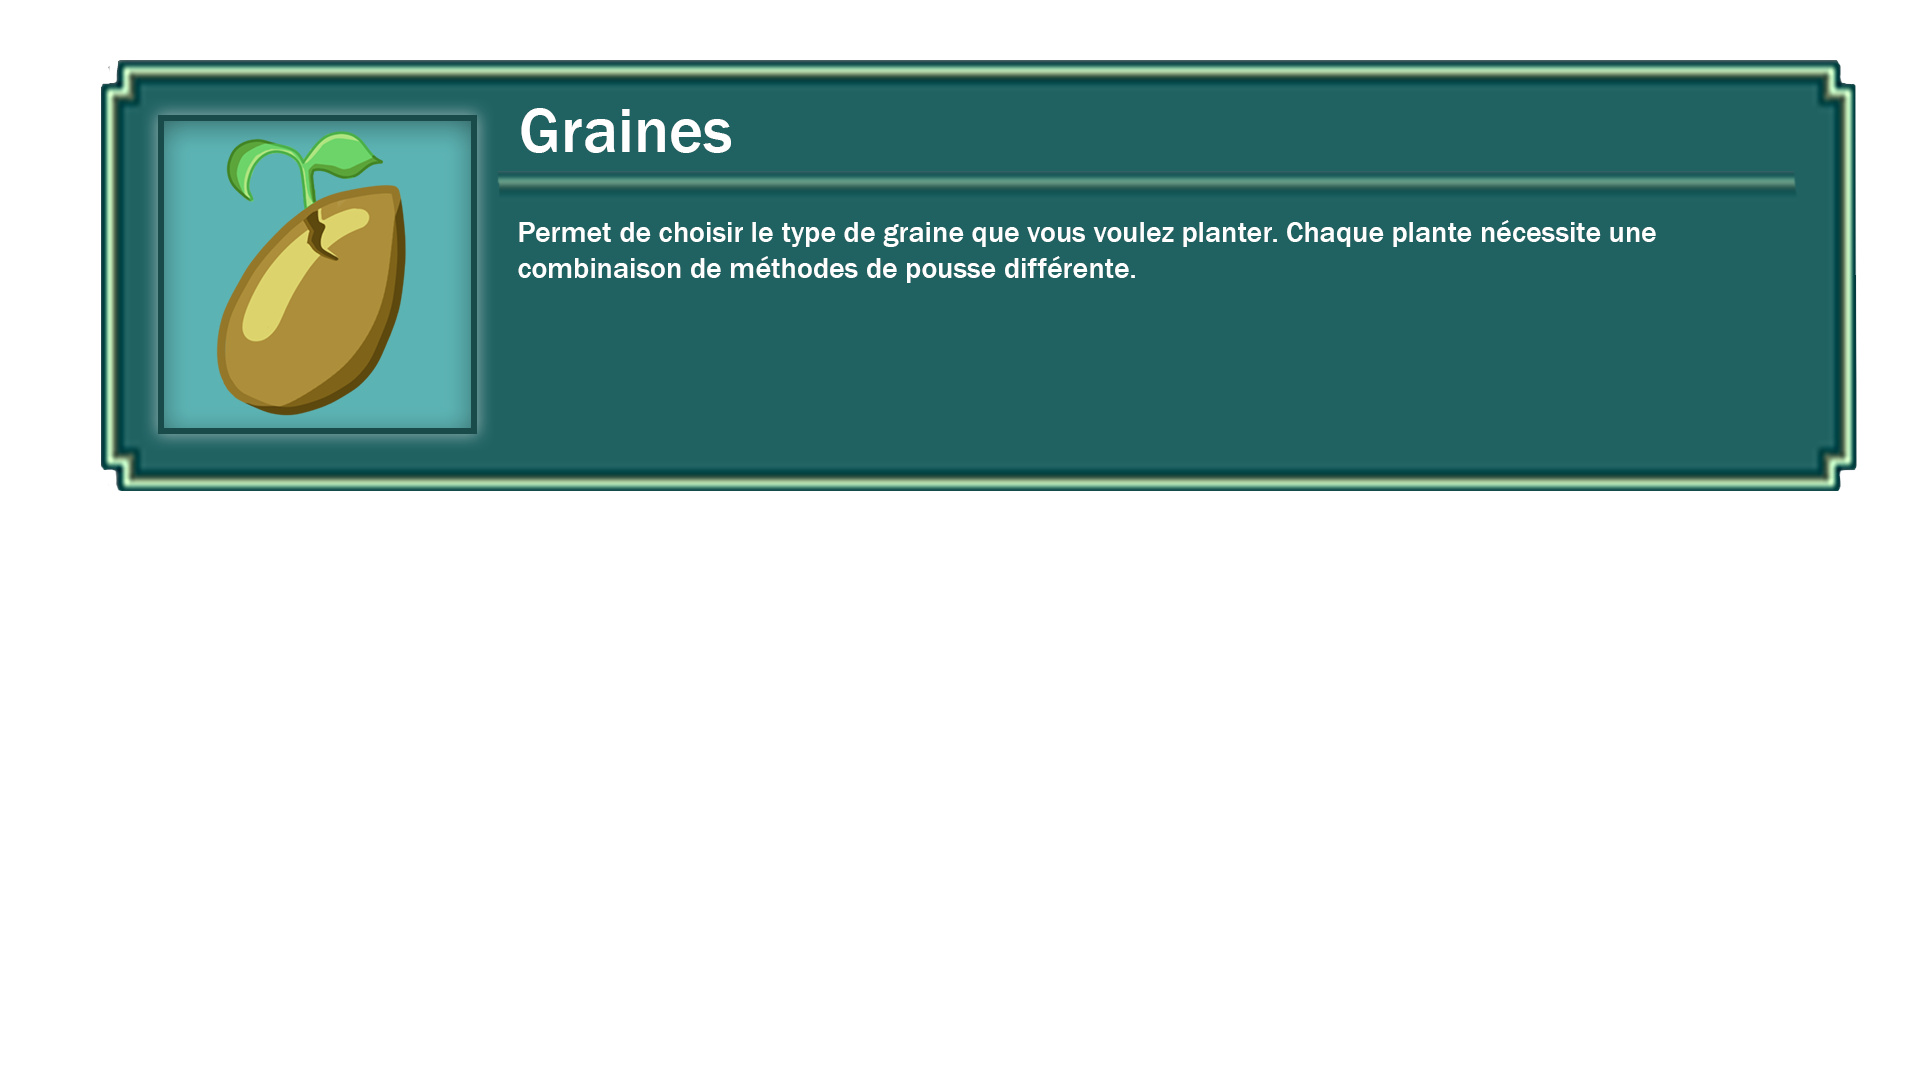 Graines
Permet de choisir le type de graine que vous voulez planter. Chaque plante nécessite une
combinaison de méthodes de pousse différente.